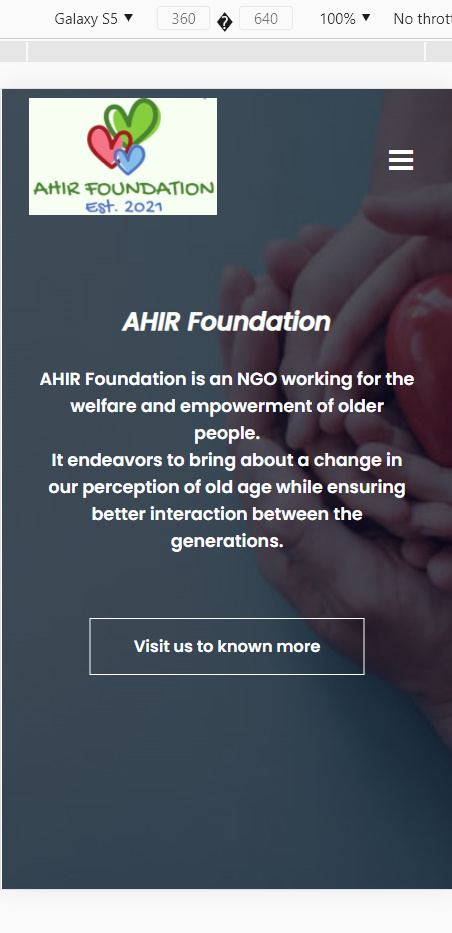 Galaxy S5 360 640 100% No thrott
AHIR FOUNDATION
Est. 2021
AHIR Foundation
AHIR Foundation is an NGO working for the
welfare and empowerment of older
people.
It endeavors to bring about a change in
our perception of old age while ensuring
better interaction between the
generations.
Visit us to known more